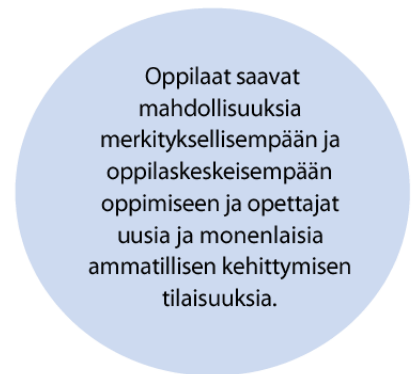 Oppilaat saavat
mahdollisuuksia
merkityksellisempään ja
oppilaskeskeisempään
oppimiseen ja opettajat
uusia ja monenlaisia
ammatillisen kehittymisen
tilaisuuksia.